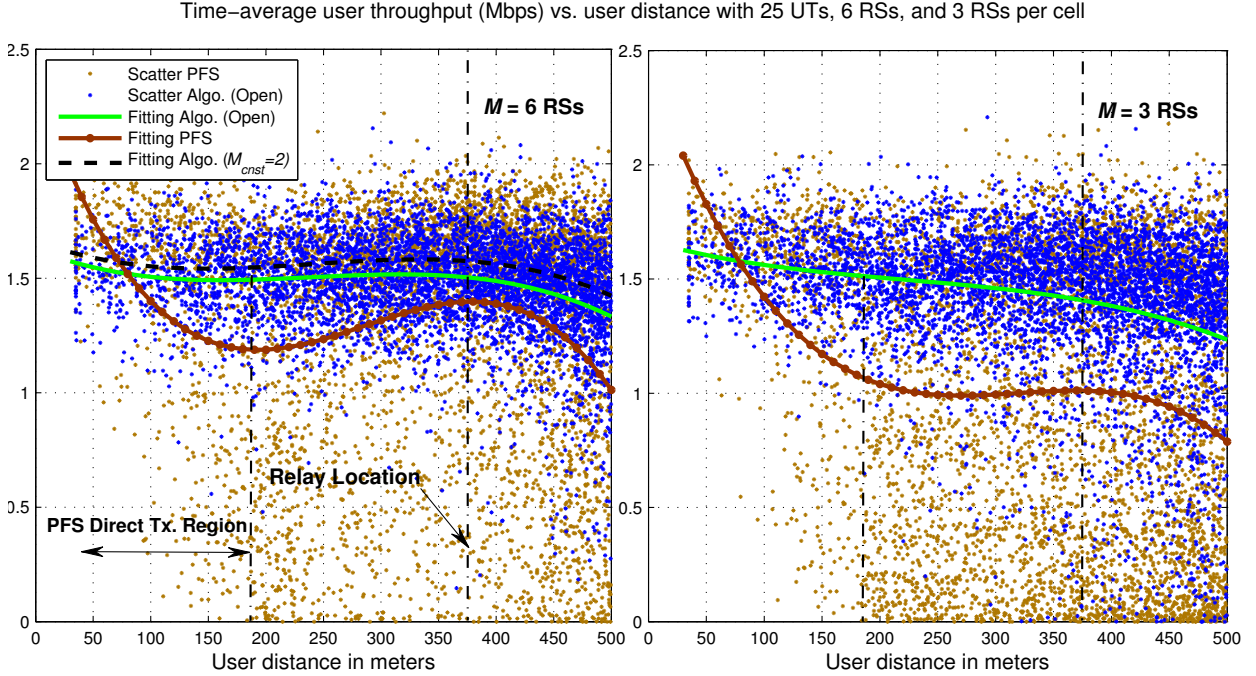 Time−average user throughput (Mbps) vs. user distance with 25 UTs, 6 RSs, and 3 RSs per cell
2.5
2
1.5
1
0.5
0
Scatter PFS
Scatter Algo. (Open)
Fitting Algo. (Open)
Fitting PFS
Fitting Algo. (M_cnst=2)
M = 6 RSs
Relay Location
PFS Direct Tx. Region
0 50 100 150 200 250 300 350 400 450 500
User distance in meters
2.5
2
1.5
1
0.5
0
M = 3 RSs
0 50 100 150 200 250 300 350 400 450 500
User distance in meters